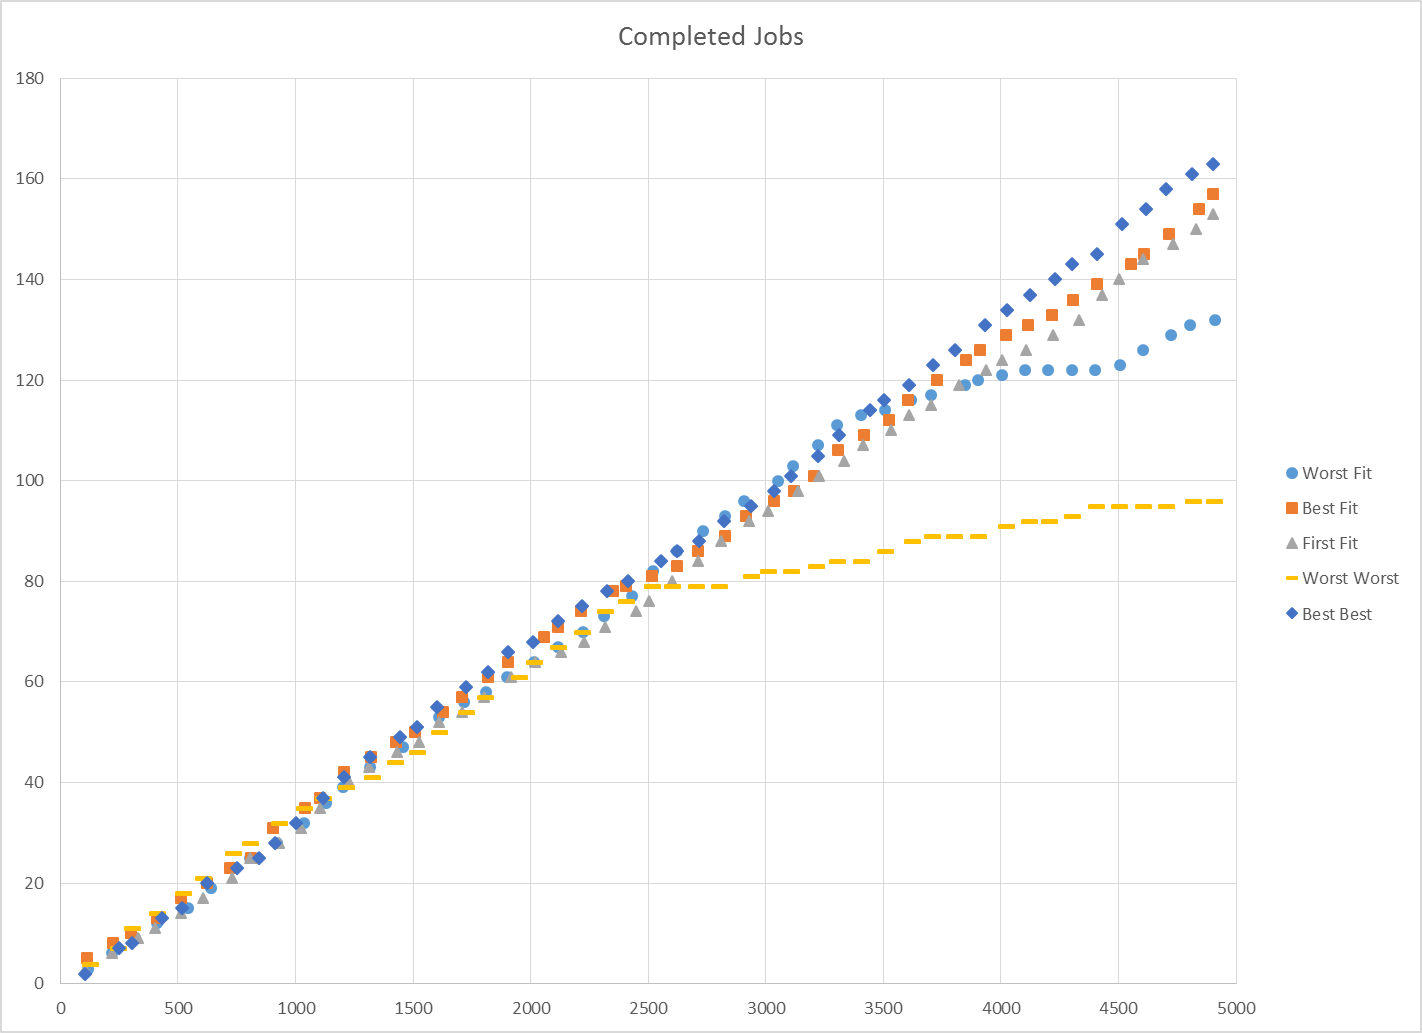 Completed Jobs
180
160
140
120
100
80
60
40
20
0
0 500 1000 1500 2000 2500 3000 3500 4000 4500 5000
Worst Fit
Best Fit
First Fit
Worst Worst
Best Best